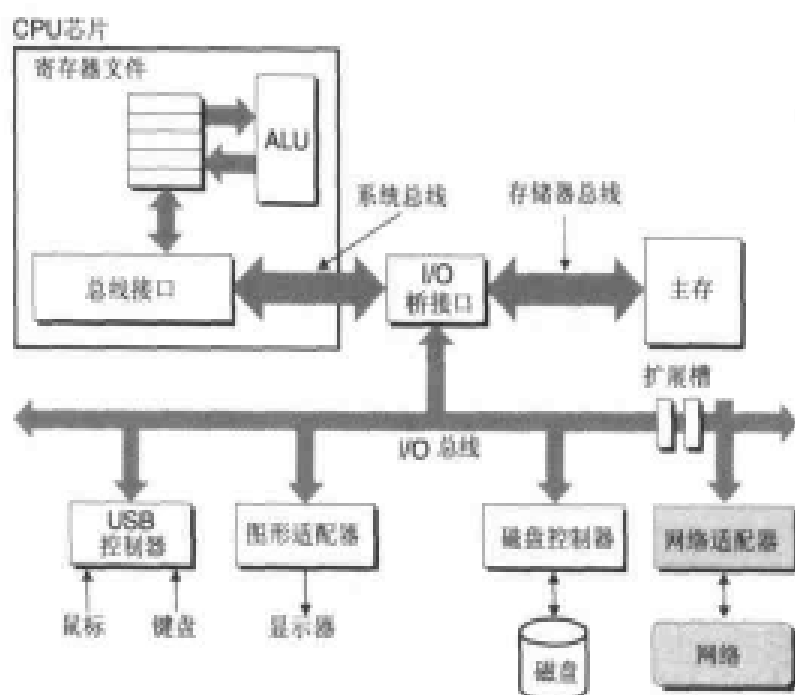 CPU芯片
寄存器文件
ALU
系统总线
存储器总线
总线接口
I/O
桥接口
主存
扩展槽
I/O 总线
USB
控制器
图形适配器
磁盘控制器
网络适配器
鼠标
键盘
显示器
磁盘
网络